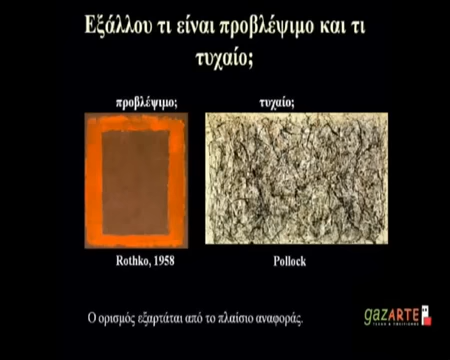 Εξάλλου τι είναι προβλέψιμο και τι
τυχαίο;
προβλέψιμο;
τυχαίο;
Rothko, 1958
Pollock
Ο ορισμός εξαρτάται από το πλαίσιο αναφοράς.
gazARTE